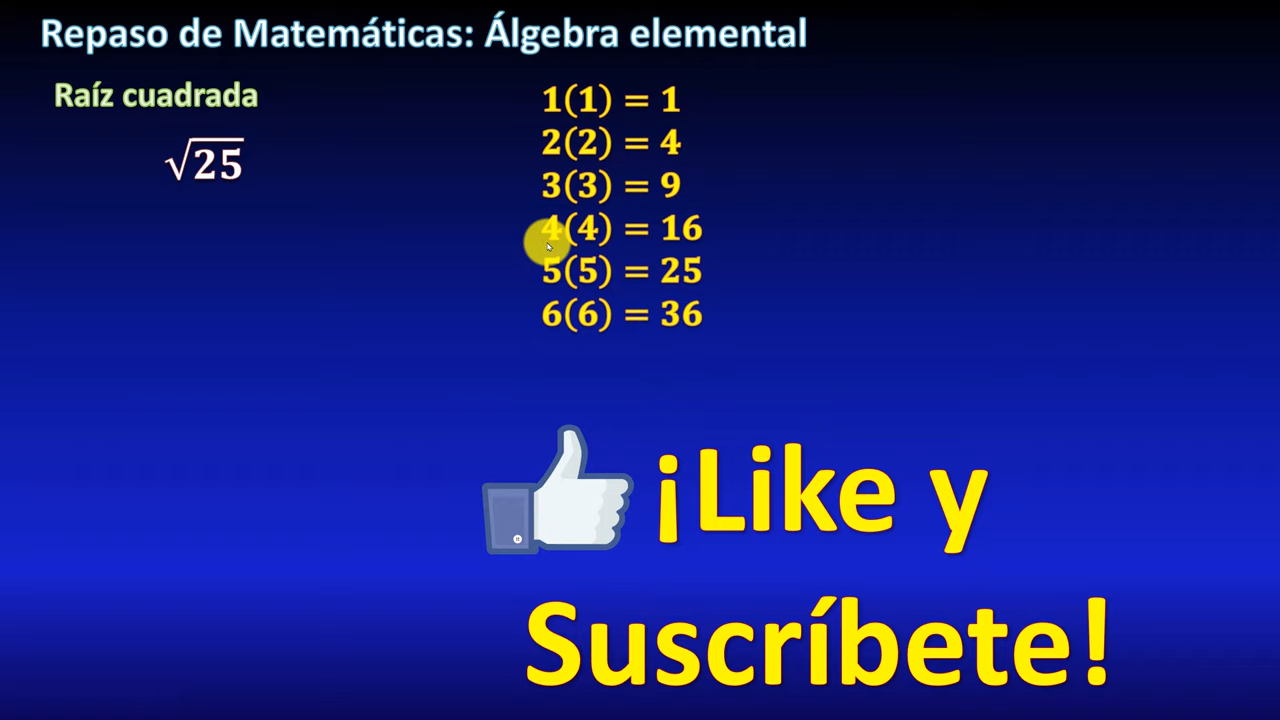 Repaso de Matemáticas: Álgebra elemental
Raíz cuadrada
√25
1(1) = 1
2(2) = 4
3(3) = 9
4(4) = 16
5(5) = 25
6(6) = 36
¡Like y
Suscríbete!